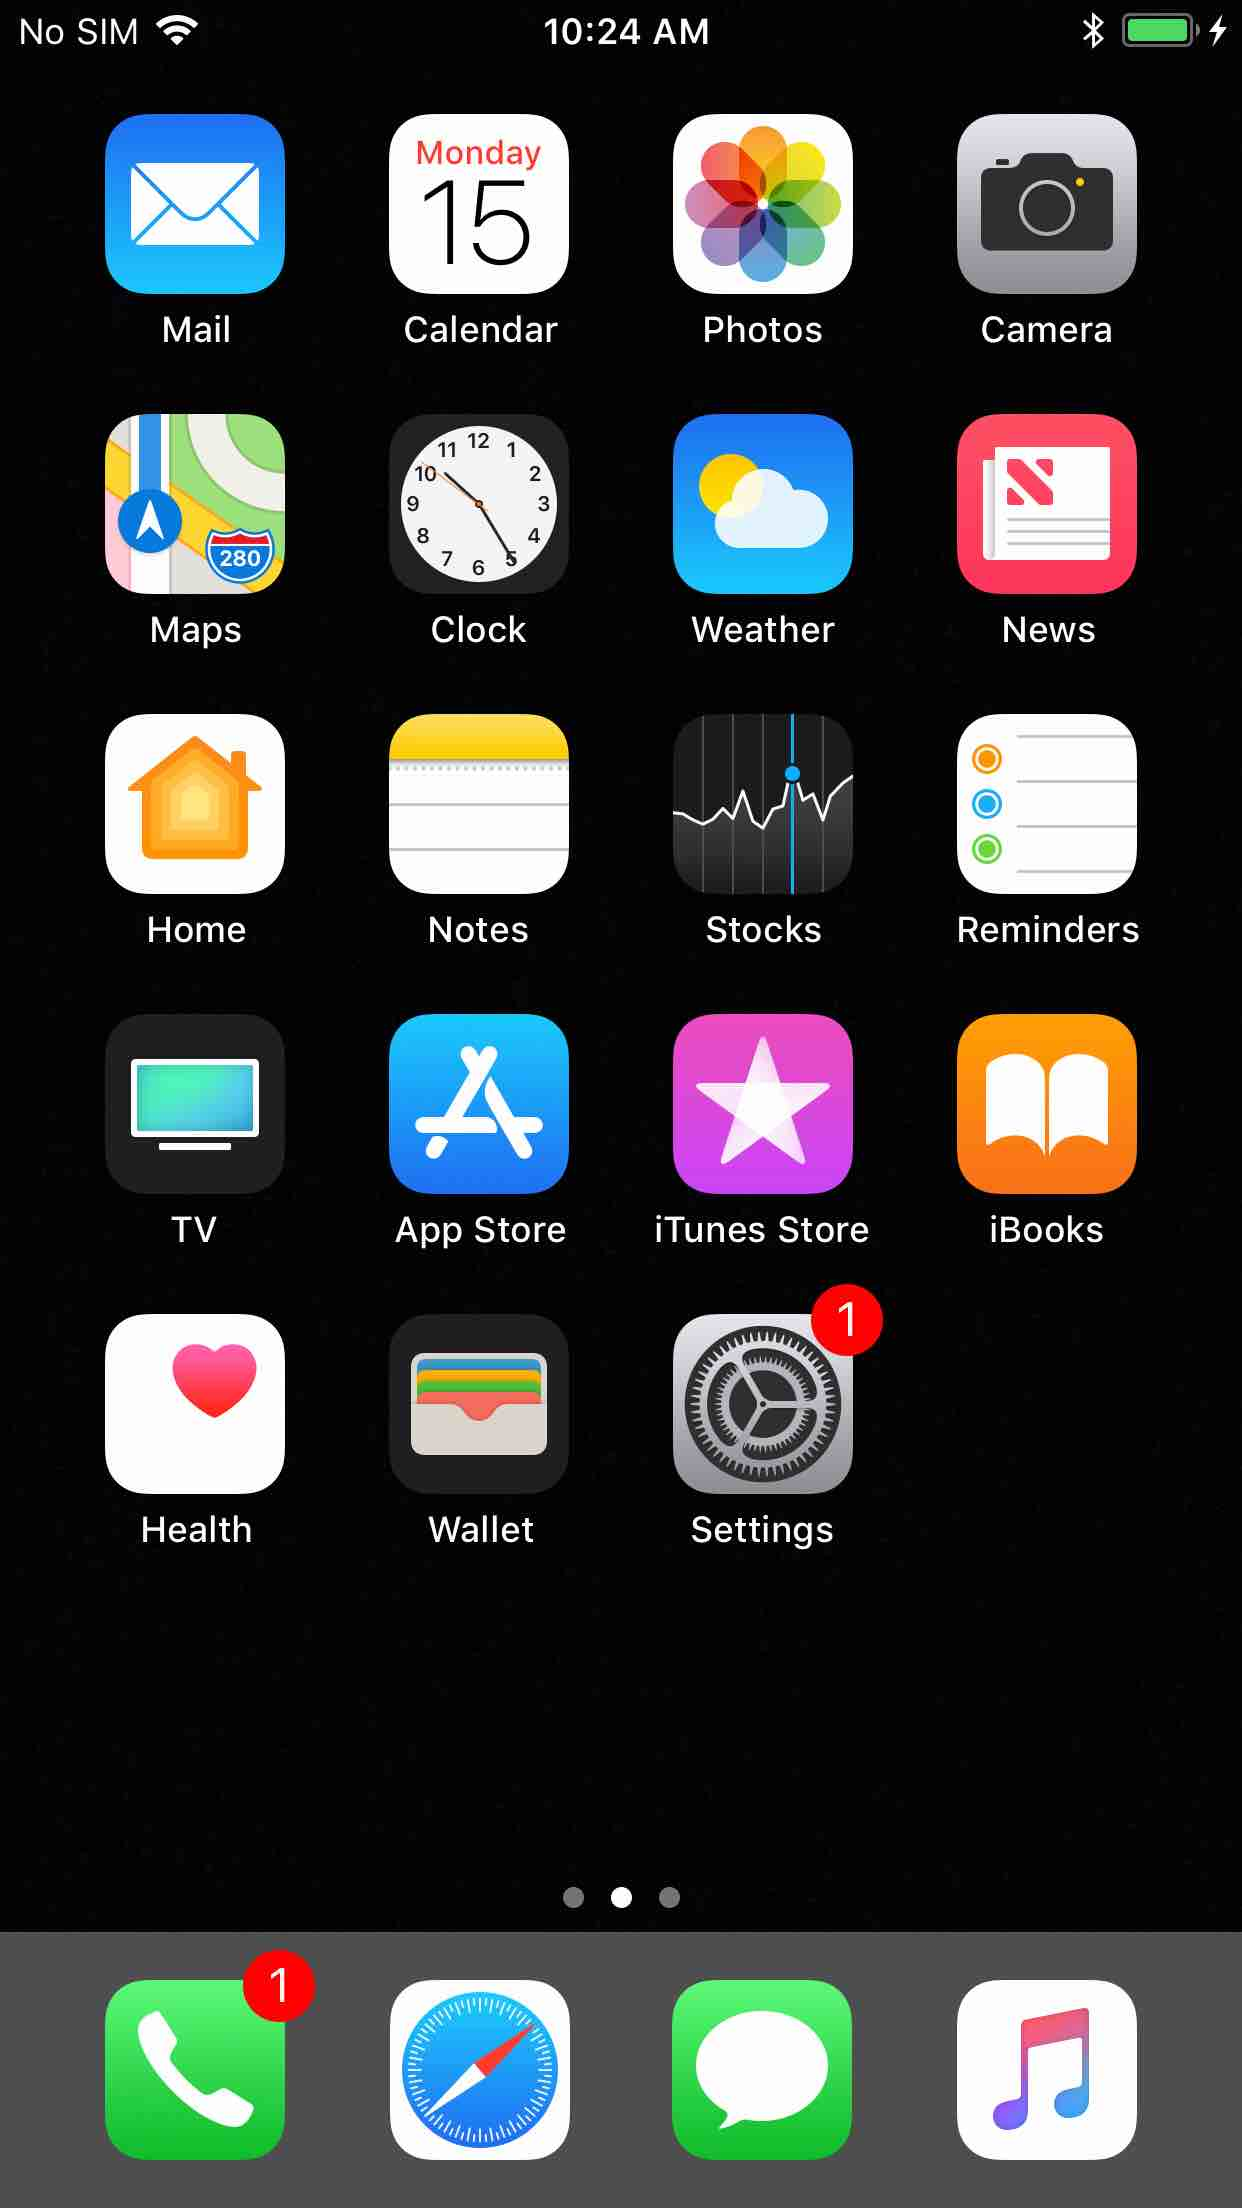 No SIM 10:24 AM
Monday
15
Mail Calendar Photos Camera
12
11 1
10 2
9 3
8 4
7 5
6
280
Maps Clock Weather News
Home Notes Stocks Reminders
TV App Store iTunes Store iBooks
1
Health Wallet Settings
1